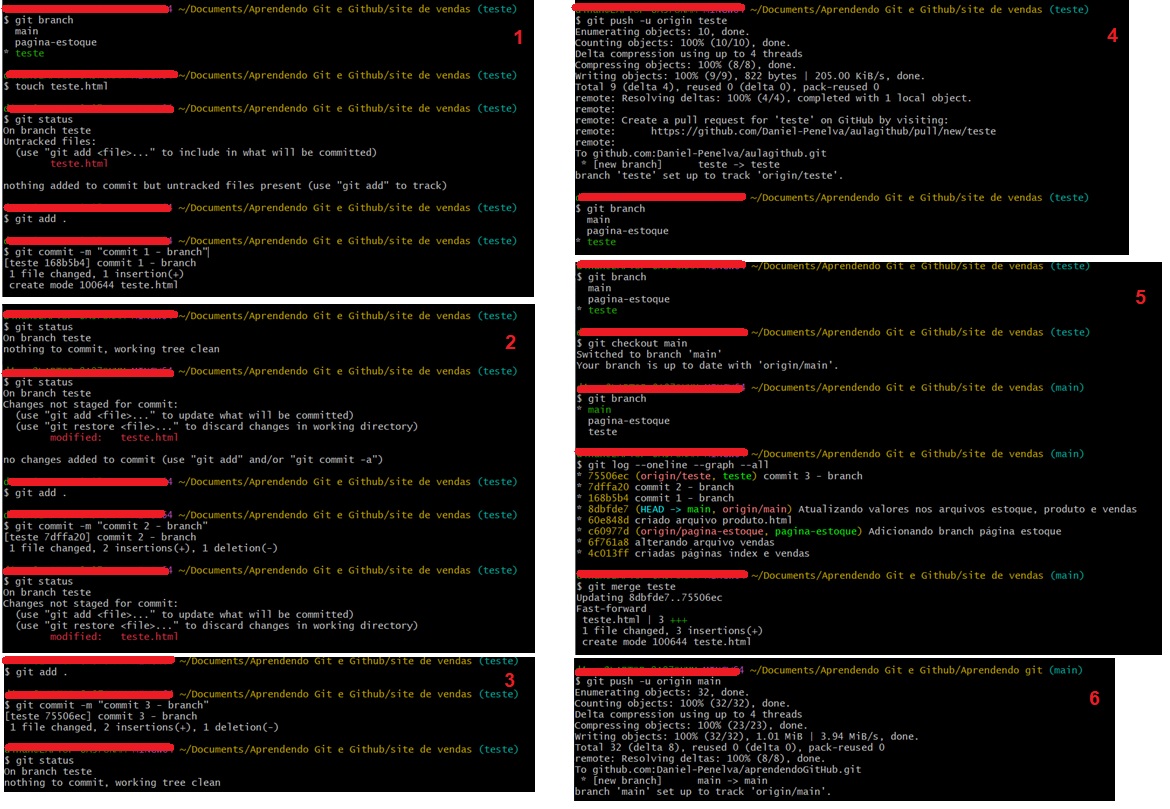 ~/Documents/Aprendendo Git e Github/site de vendas (teste)
$ git branch
main
pagina-estoque
* teste
1
~/Documents/Aprendendo Git e Github/site de vendas (teste)
$ touch teste.html
~/Documents/Aprendendo Git e Github/site de vendas (teste)
$ git status
On branch teste
Untracked files:
(use "git add <file>..." to include in what will be committed)
teste.html
nothing added to commit but untracked files present (use "git add" to track)
~/Documents/Aprendendo Git e Github/site de vendas (teste)
$ git add .
~/Documents/Aprendendo Git e Github/site de vendas (teste)
$ git commit -m "commit 1 - branch"
[teste 168b5b4] commit 1 - branch
1 file changed, 1 insertion(+)
create mode 100644 teste.html
~/Documents/Aprendendo Git e Github/site de vendas (teste)
$ git status
On branch teste
nothing to commit, working tree clean
2
~/Documents/Aprendendo Git e Github/site de vendas (teste)
$ git status
On branch teste
Changes not staged for commit:
(use "git add <file>..." to update what will be committed)
(use "git restore <file>..." to discard changes in working directory)
modified:   teste.html
no changes added to commit (use "git add" and/or "git commit -a")
~/Documents/Aprendendo Git e Github/site de vendas (teste)
$ git add .
~/Documents/Aprendendo Git e Github/site de vendas (teste)
$ git commit -m "commit 2 - branch"
[teste 7dffa20] commit 2 - branch
1 file changed, 2 insertions(+), 1 deletion(-)
~/Documents/Aprendendo Git e Github/site de vendas (teste)
$ git status
On branch teste
Changes not staged for commit:
(use "git add <file>..." to update what will be committed)
(use "git restore <file>..." to discard changes in working directory)
modified:   teste.html
~/Documents/Aprendendo Git e Github/site de vendas (teste)
$ git add .
3
~/Documents/Aprendendo Git e Github/site de vendas (teste)
$ git commit -m "commit 3 - branch"
[teste 75506ec] commit 3 - branch
1 file changed, 2 insertions(+), 1 deletion(-)
~/Documents/Aprendendo Git e Github/site de vendas (teste)
$ git status
On branch teste
nothing to commit, working tree clean
~/Documents/Aprendendo Git e Github/site de vendas (teste)
$ git push -u origin teste
4
Enumerating objects: 10, done.
Counting objects: 100% (10/10), done.
Delta compression using up to 4 threads
Compressing objects: 100% (8/8), done.
Writing objects: 100% (9/9), 822 bytes | 205.00 KiB/s, done.
Total 9 (delta 4), reused 0 (delta 0), pack-reused 0
remote: Resolving deltas: 100% (4/4), completed with 1 local object.
remote:
remote: Create a pull request for 'teste' on GitHub by visiting:
remote:      https://github.com/Daniel-Penelva/aulagithub/pull/new/teste
remote:
To github.com:Daniel-Penelva/aulagithub.git
* [new branch]      teste -> teste
branch 'teste' set up to track 'origin/teste'.
~/Documents/Aprendendo Git e Github/site de vendas (teste)
$ git branch
main
pagina-estoque
* teste
~/Documents/Aprendendo Git e Github/site de vendas (teste)
$ git branch
main
pagina-estoque
* teste
5
~/Documents/Aprendendo Git e Github/site de vendas (teste)
$ git checkout main
Switched to branch 'main'
Your branch is up to date with 'origin/main'.
~/Documents/Aprendendo Git e Github/site de vendas (main)
$ git branch
* main
pagina-estoque
teste
~/Documents/Aprendendo Git e Github/site de vendas (main)
$ git log --oneline --graph --all
* 75506ec (origin/teste, teste) commit 3 - branch
* 7dffa20 commit 2 - branch
* 168b5b4 commit 1 - branch
* 8dbfde7 (HEAD -> main, origin/main) Atualizando valores nos arquivos estoque, produto e vendas
* 60e848d criado arquivo produto.html
* c60977d (origin/pagina-estoque, pagina-estoque) Adicionando branch página estoque
* 6f761a8 alterando arquivo vendas
* 4c013ff criadas páginas index e vendas
~/Documents/Aprendendo Git e Github/site de vendas (main)
$ git merge teste
Updating 8dbfde7..75506ec
Fast-forward
teste.html | 3 +++
1 file changed, 3 insertions(+)
create mode 100644 teste.html
~/Documents/Aprendendo Git e Github/Aprendendo git (main)
$ git push -u origin main
6
Enumerating objects: 32, done.
Counting objects: 100% (32/32), done.
Delta compression using up to 4 threads
Compressing objects: 100% (23/23), done.
Writing objects: 100% (32/32), 1.01 MiB | 3.94 MiB/s, done.
Total 32 (delta 8), reused 0 (delta 0), pack-reused 0
remote: Resolving deltas: 100% (8/8), done.
To github.com:Daniel-Penelva/aprendendoGitHub.git
* [new branch]      main -> main
branch 'main' set up to track 'origin/main'.